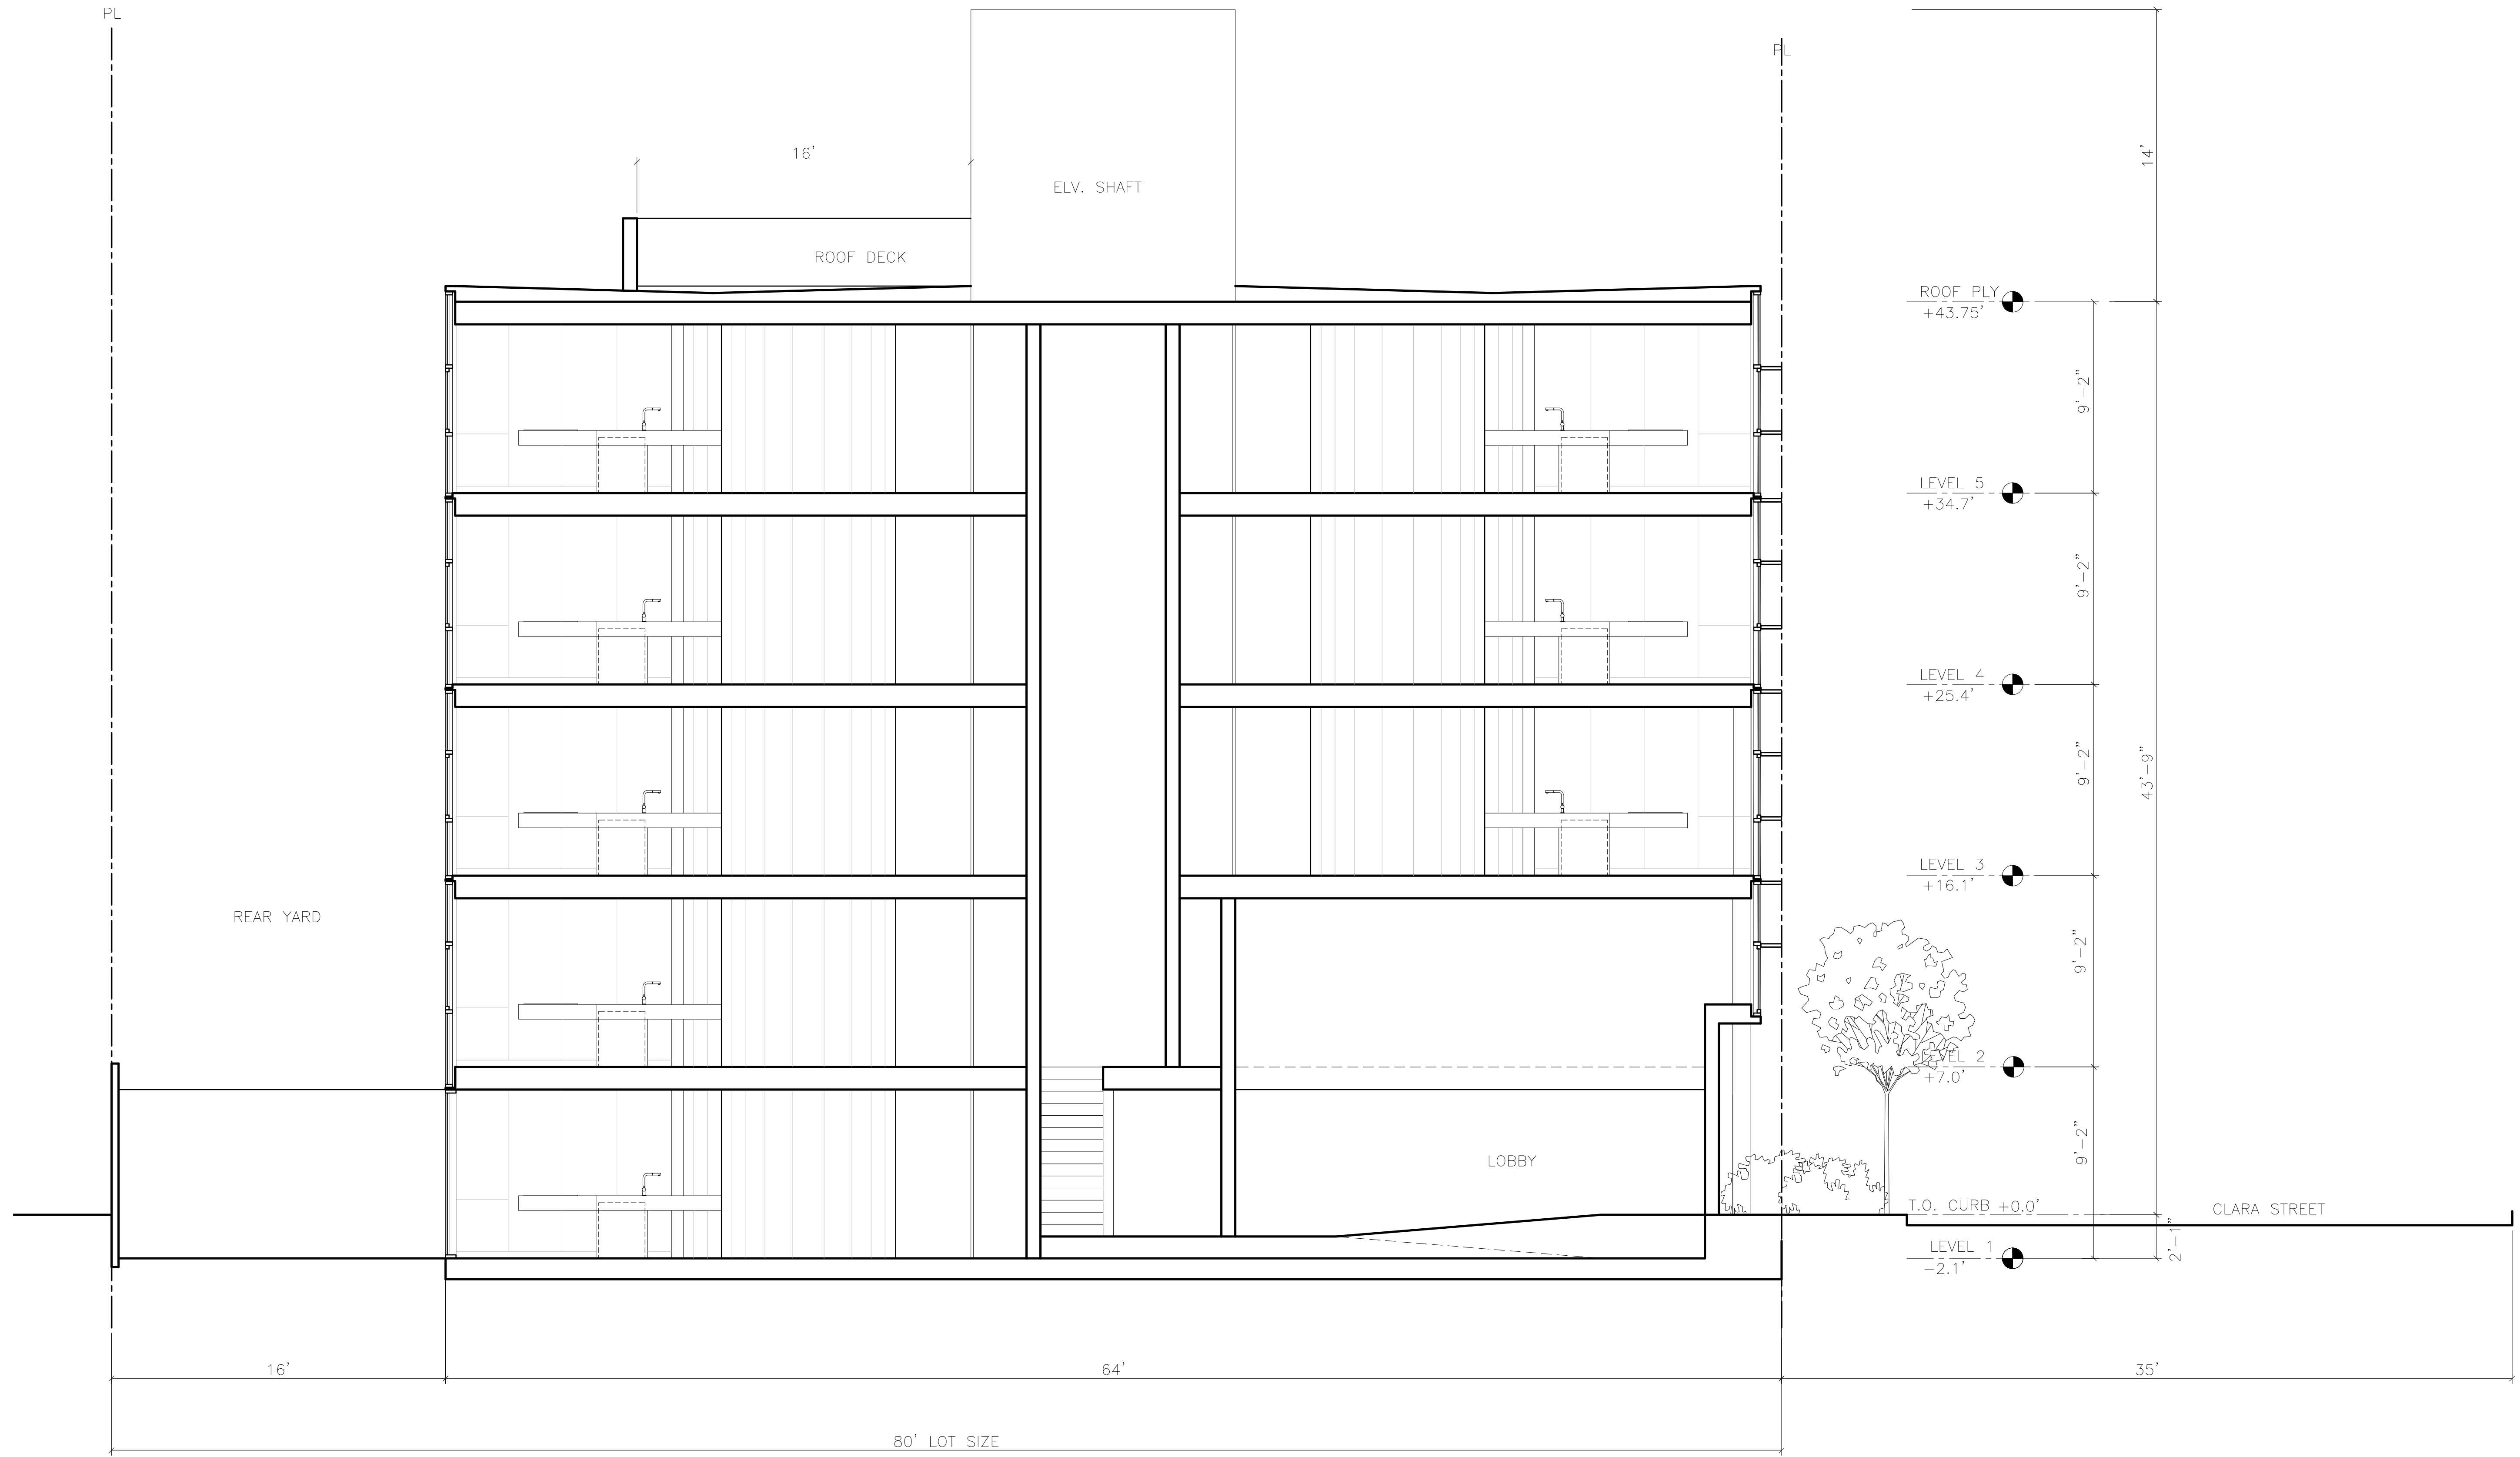 PL
PL
14'
16'
ELV. SHAFT
ROOF DECK
ROOF PLY
+43.75'
9'-2"
LEVEL 5
+34.7'
9'-2"
LEVEL 4
+25.4'
9'-2"
43'-9"
LEVEL 3
+16.1'
REAR YARD
9'-2"
LEVEL 2
+7.0'
9'-2"
LOBBY
T.O. CURB +0.0'
CLARA STREET
2'-1"
LEVEL 1
-2.1'
16'
64'
35'
80' LOT SIZE